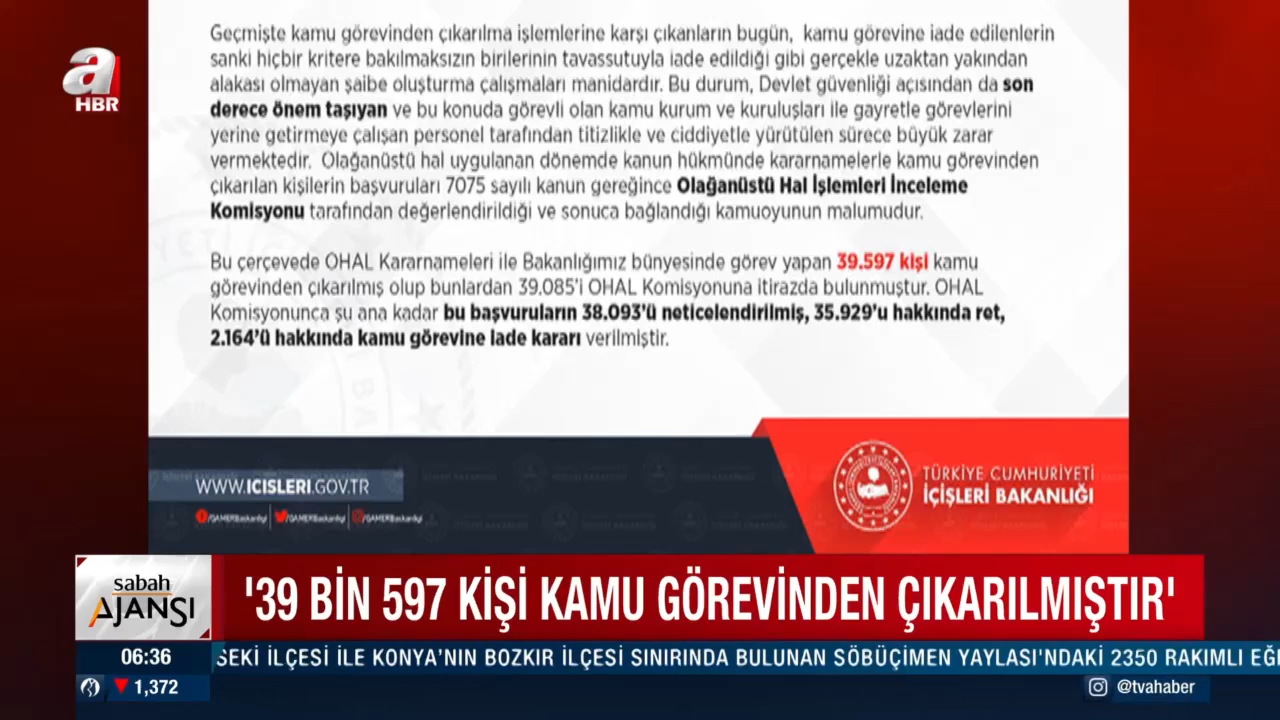 a
HBR
Geçmişte kamu görevinden çıkarılma işlemlerine karşı çıkanların bugün, kamu görevine iade edilenlerin
sanki hiçbir kritere bakılmaksızın birilerinin tavassutuyla iade edildiği gibi gerçekle uzaktan yakından
alakası olmayan şaibe oluşturma çalışmaları manidardır. Bu durum, Devlet güvenliği açısından da son
derece önem taşıyan ve bu konuda görevli olan kamu kurum ve kuruluşları ile gayretle görevlerini
yerine getirmeye çalışan personel tarafından titizlikle ve ciddiyetle yürütülen sürece büyük zarar
vermektedir. Olağanüstü hal uygulanan dönemde kanun hükmünde kararnamelerle kamu görevinden
çıkarılan kişilerin başvuruları 7075 sayılı kanun gereğince Olağanüstü Hal İşlemleri İnceleme
Komisyonu tarafından değerlendirildiği ve sonuca bağlandığı kamuoyunun malumudur.
Bu çerçevede OHAL Kararnameleri ile Bakanlığımız bünyesinde görev yapan 39.597 kişi kamu
görevinden çıkarılmış olup bunlardan 39.085'i OHAL Komisyonuna itirazda bulunmuştur. OHAL
Komisyonunca şu ana kadar bu başvuruların 38.093'ü neticelendirilmiş, 35.929'u hakkında ret,
2.164'ü hakkında kamu görevine iade kararı verilmiştir.
WWW.ICISLERI.GOV.TR
TÜRKİYE CUMHURİYETİ
İÇİŞLERİ BAKANLIĞI
sabah
AJANSI
'39 BİN 597 KİŞİ KAMU GÖREVİNDEN ÇIKARILMIŞTIR'
06:36
SEKİ İLÇESİ İLE KONYA'NIN BOZKIR İLÇESİ SINIRINDA BULUNAN SÖBÜÇİMEN YAYLASI'NDAKİ 2350 RAKIMLI EĞ
1,372
@tvahaber